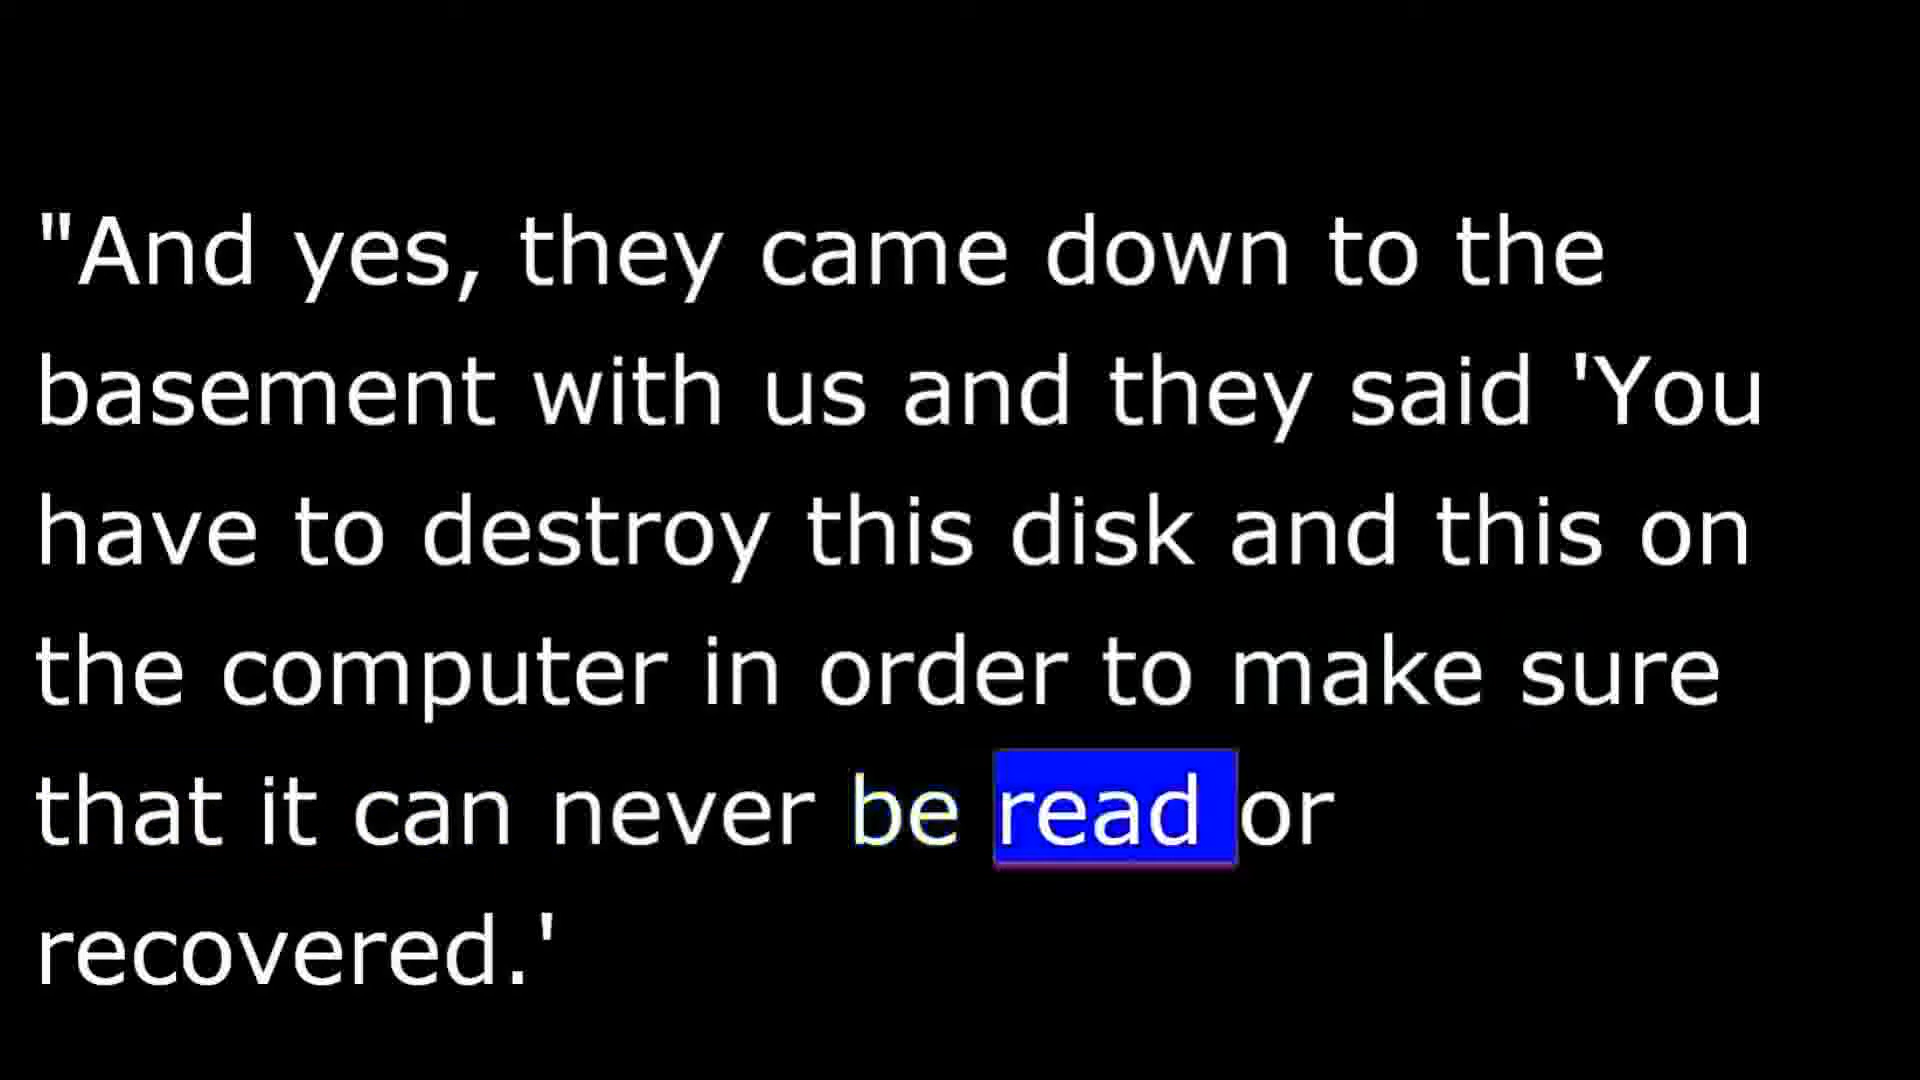 "And yes, they came down to the
basement with us and they said 'You
have to destroy this disk and this on
the computer in order to make sure
that it can never be read or
recovered.'